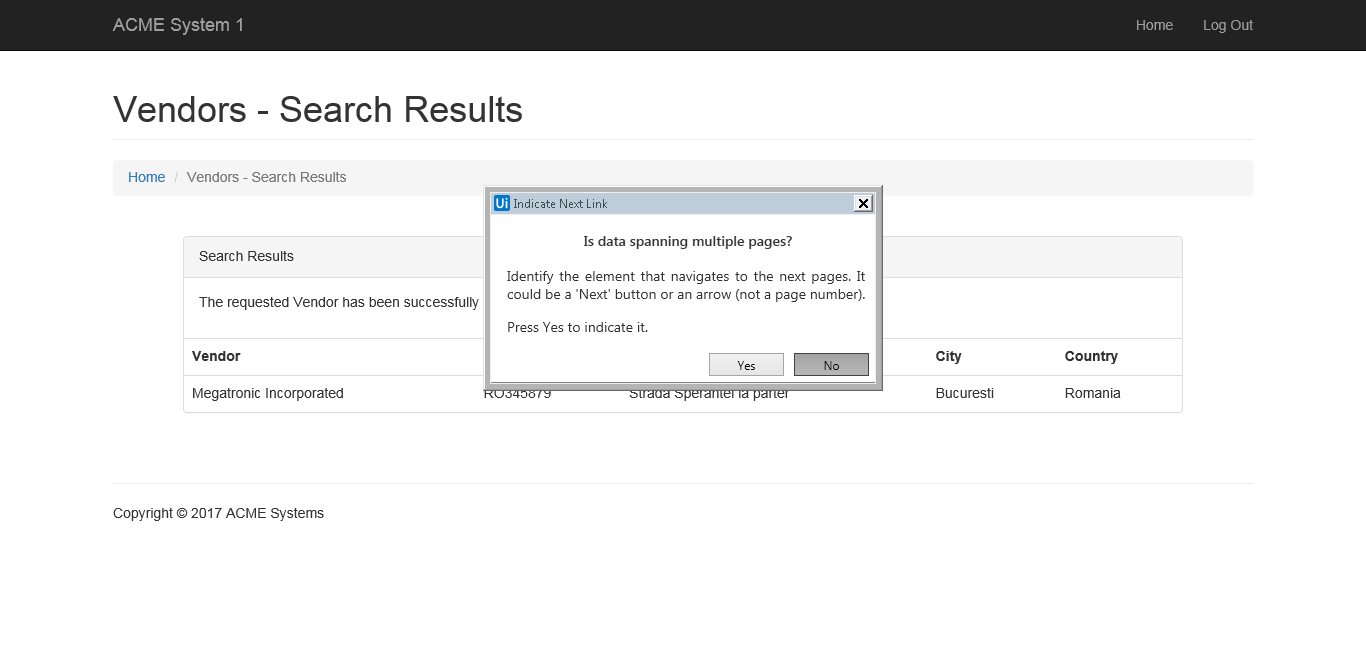 ACME System 1 Home Log Out
Vendors - Search Results
Home / Vendors - Search Results
Ui Indicate Next Link
Is data spanning multiple pages?
Search Results
Identify the element that navigates to the next pages. It
could be a 'Next' button or an arrow (not a page number).
The requested Vendor has been successfully
Press Yes to indicate it.
Yes No
Vendor City Country
Megatronic Incorporated RO345879 Strada Sperantei la parter Bucuresti Romania
Copyright © 2017 ACME Systems